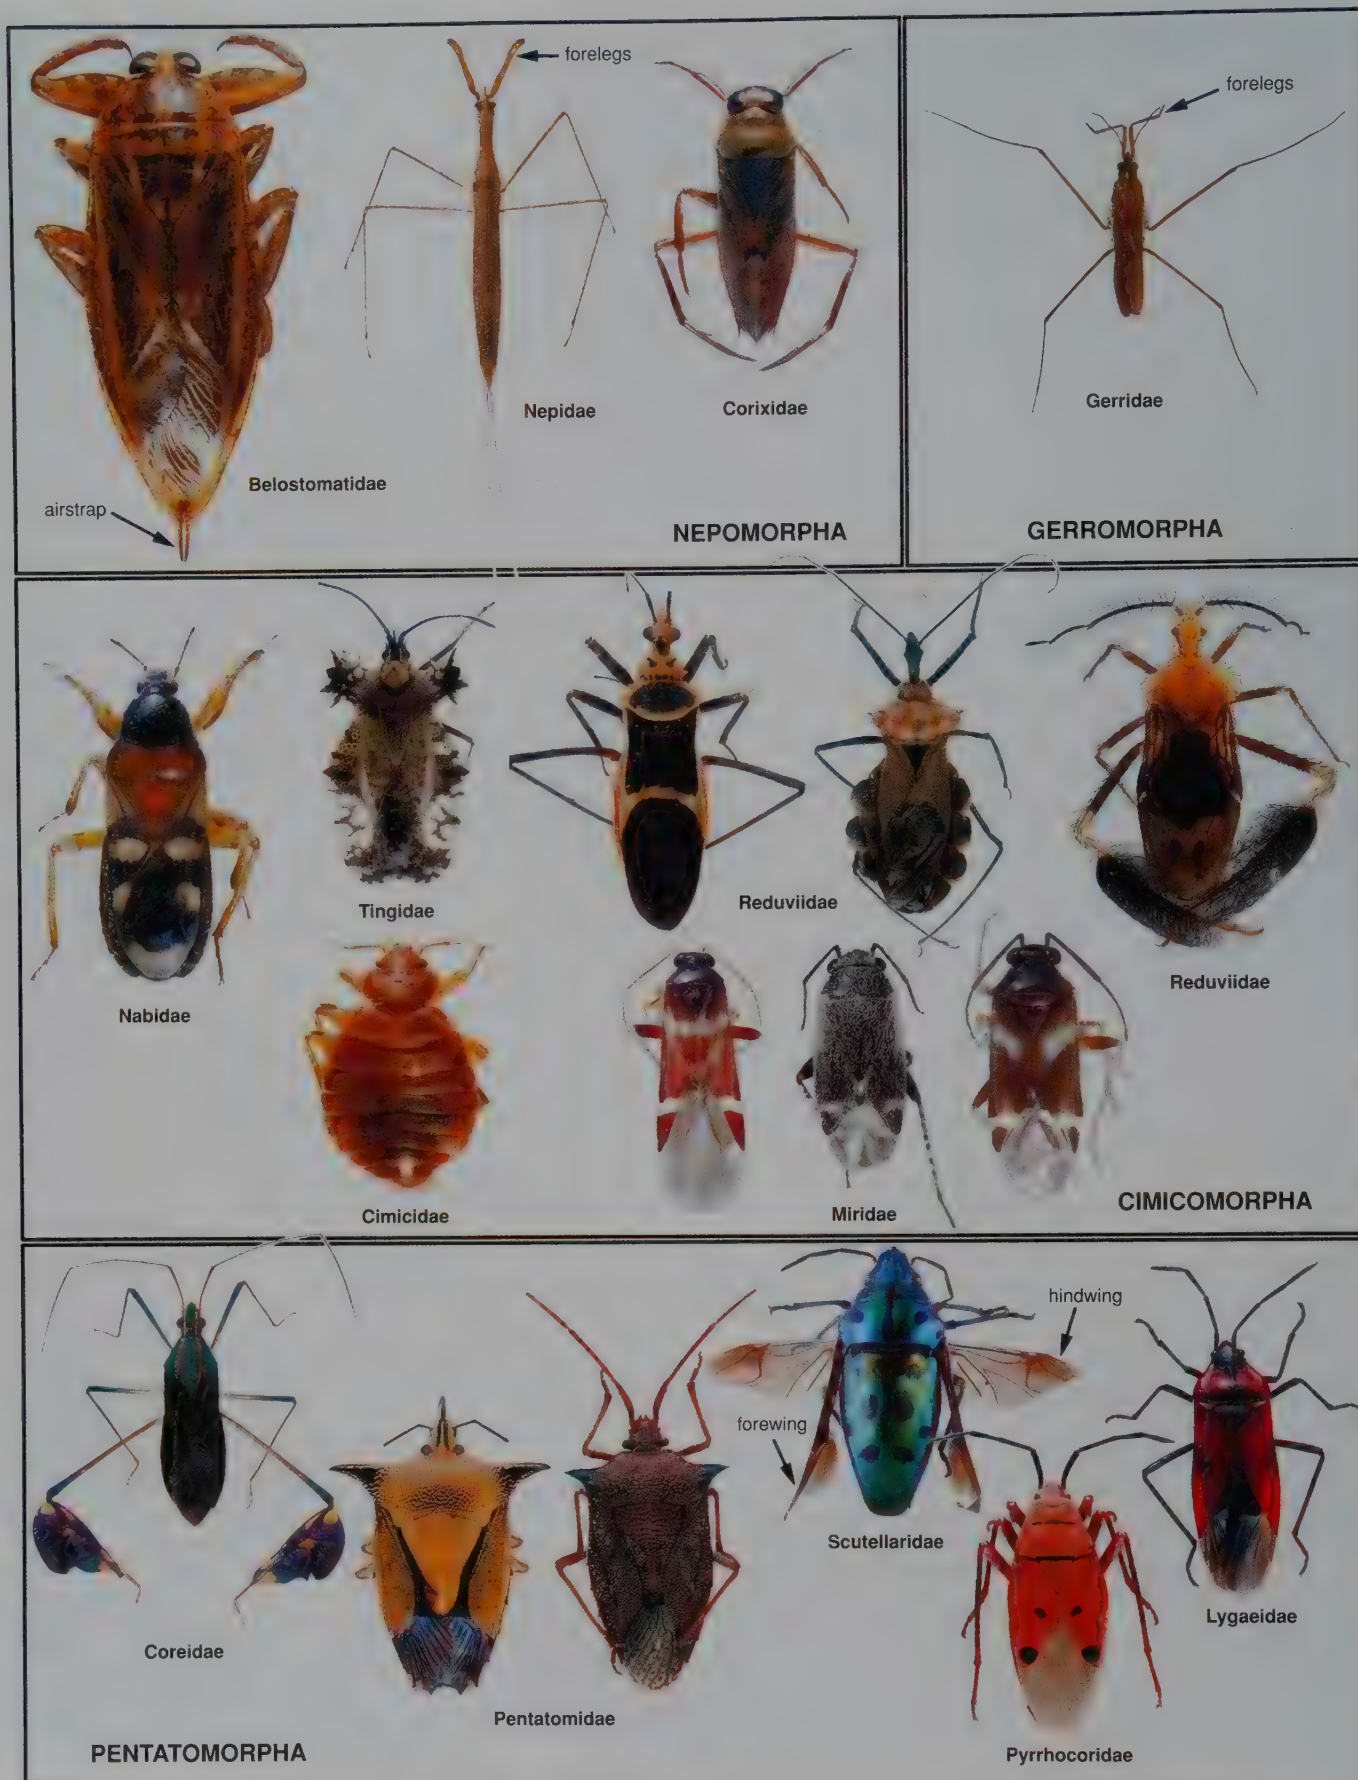 forelegs
forelegs
Nepidae
Corixidae
Gerridae
Belostomatidae
airstrap
NEPOMORPHA
GERROMORPHA
Tingidae
Reduviidae
Reduviidae
Nabidae
Cimicidae
Miridae
CIMICOMORPHA
hindwing
forewing
Scutellaridae
Lygaeidae
Coreidae
Pentatomidae
PENTATOMORPHA
Pyrrhocoridae